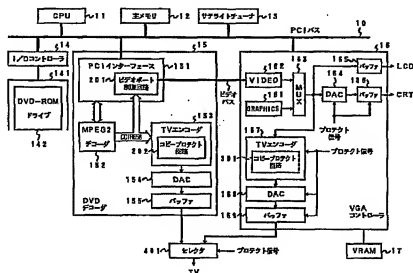 CPU 11
主メモリ 12
サテライトチューナ 13
PCIバス 10
I/Oコントローラ 14
141
DVD-ROM
ドライブ
142
15
PCIインターフェース 151
201 ビデオポート
制御回路
MPEG2
デコーダ
152
CCIR656
153
TVエンコーダ
202 コピープロテクト
回路
154 DAC
155 バッファ
DVD
デコーダ
ビデオ
バス
16
162 VIDEO
161 GRAPHICS
163
MUX
164
DAC
165
バッファ
LCD
166
バッファ
CRT
プロテクト信号
167
TVエンコーダ
301 コピープロテクト
回路
プロテクト信号
168 DAC
169 バッファ
VGA
コントローラ
401 セレクタ
プロテクト信号
TV
VRAM 17